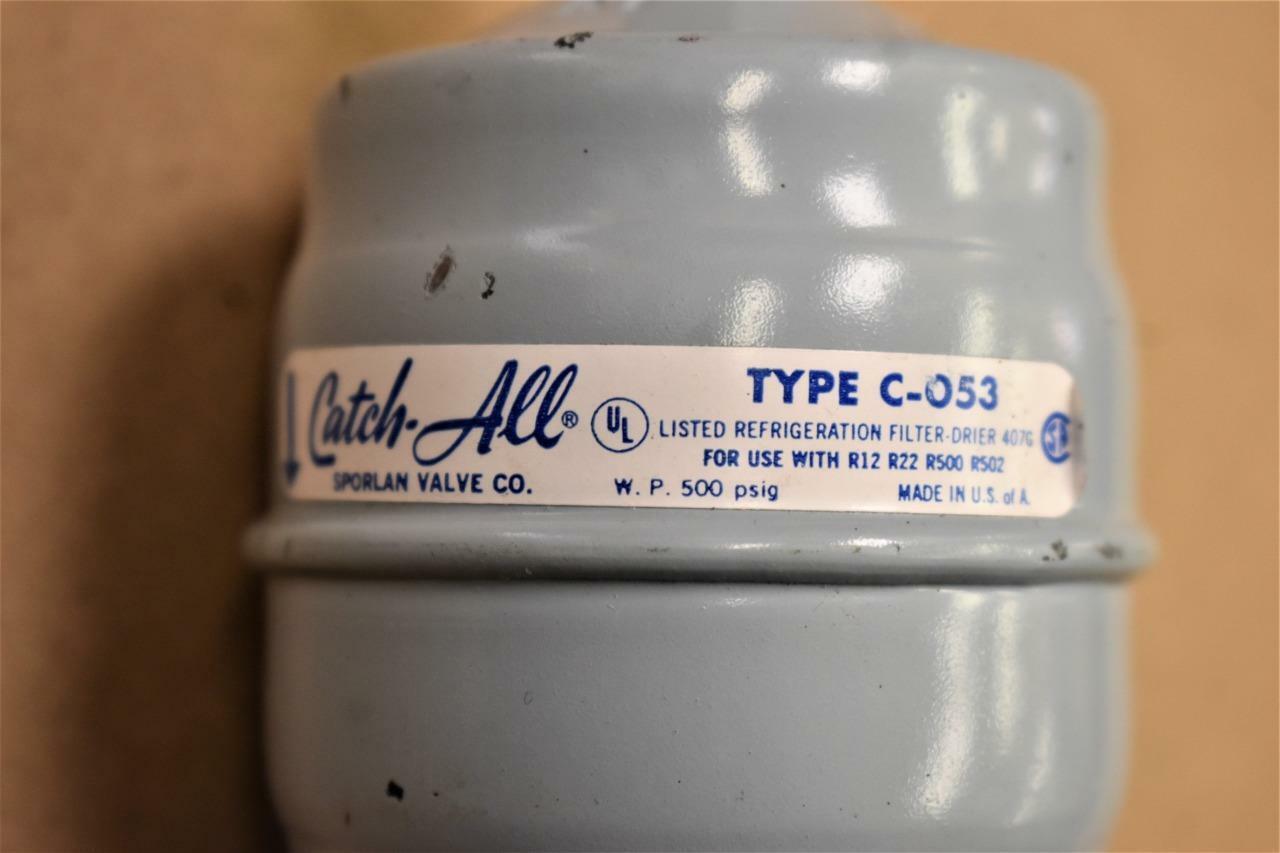 Catch-All®
SPORLAN VALVE CO.
UL
TYPE C-053
LISTED REFRIGERATION FILTER-DRIER 407G
FOR USE WITH R12 R22 R500 R502
W. P. 500 psig
MADE IN U.S. of A.